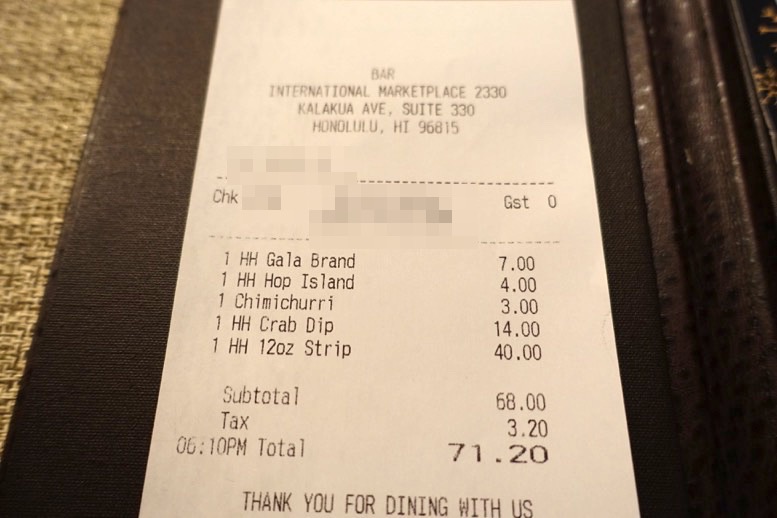 BAR
INTERNATIONAL MARKETPLACE 2330
KALAKUA AVE, SUITE 330
HONOLULU, HI 96815
Chk Gst 0
1 HH Gala Brand 7.00
1 HH Hop Island 4.00
1 Chimichurri 3.00
1 HH Crab Dip 14.00
1 HH 12oz Strip 40.00
Subtotal 68.00
Tax 3.20
06:10PM Total 71.20
THANK YOU FOR DINING WITH US